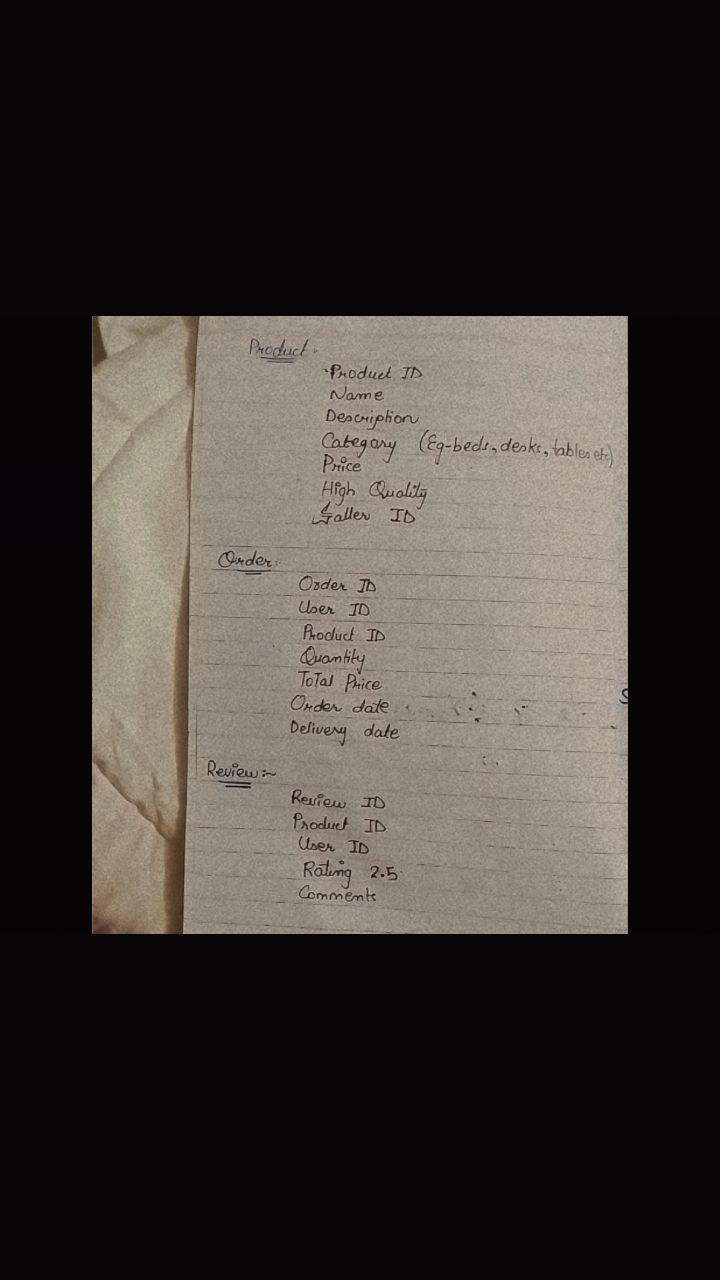 Product:
Product ID
Name
Description
Category (Eg-beds, desks, tables etc)
Price
High Quality
ID
Order:
Order ID
User ID
Product ID
Quantity
ToTal Price
Order date
Delivery date
Review:~
Review ID
Product ID
User ID
Rating 2.5
Comments